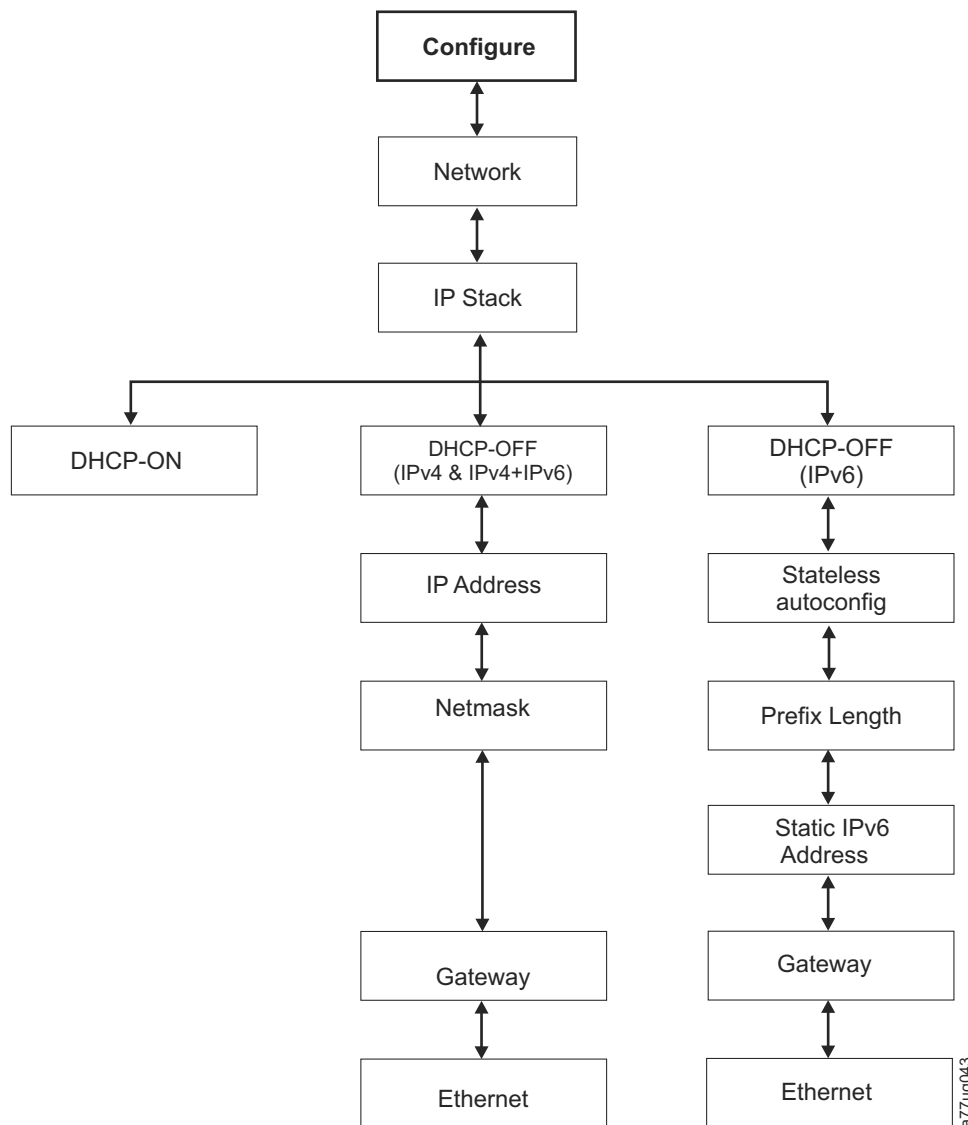 Configure
Network
IP Stack
DHCP-ON
DHCP-OFF
(IPv4 & IPv4+IPv6)
DHCP-OFF
(IPv6)
IP Address
Stateless
autoconfig
Netmask
Prefix Length
Static IPv6
Address
Gateway
Gateway
Ethernet
Ethernet
a77ug043